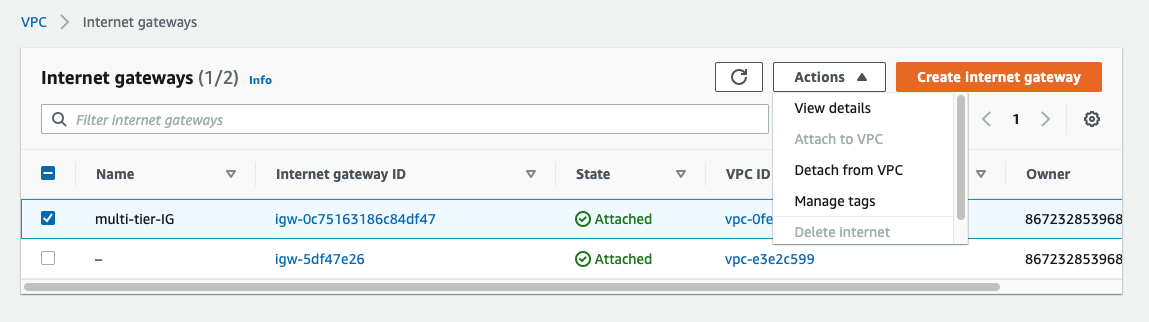 VPC > Internet gateways
Internet gateways (1/2) Info
Actions
Create internet gateway
Filter internet gateways
1
View details
Attach to VPC
Detach from VPC
Manage tags
Delete internet
Name Internet gateway ID State VPC ID Owner
multi-tier-IG igw-0c75163186c84df47 Attached vpc-0fe 867232853968
– igw-5df47e26 Attached vpc-e3e2c599 867232853968